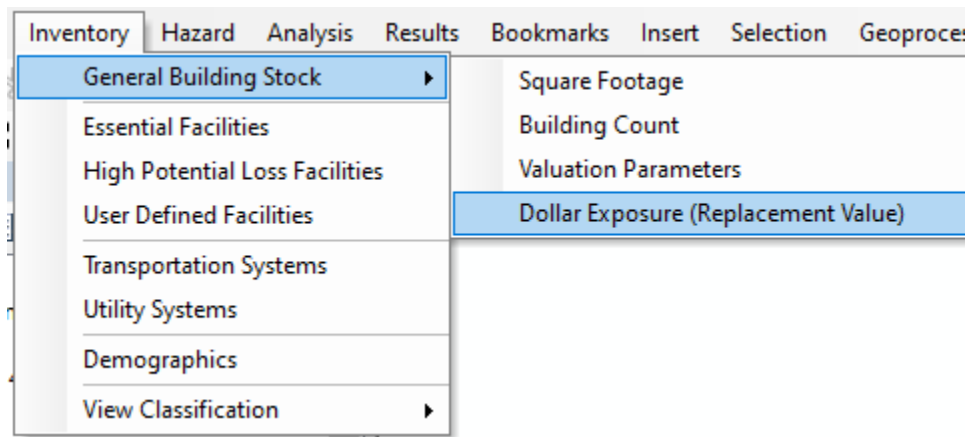 Inventory Hazard Analysis Results Bookmarks Insert Selection Geoproces
General Building Stock
Essential Facilities
High Potential Loss Facilities
User Defined Facilities
Transportation Systems
Utility Systems
Demographics
View Classification
Square Footage
Building Count
Valuation Parameters
Dollar Exposure (Replacement Value)